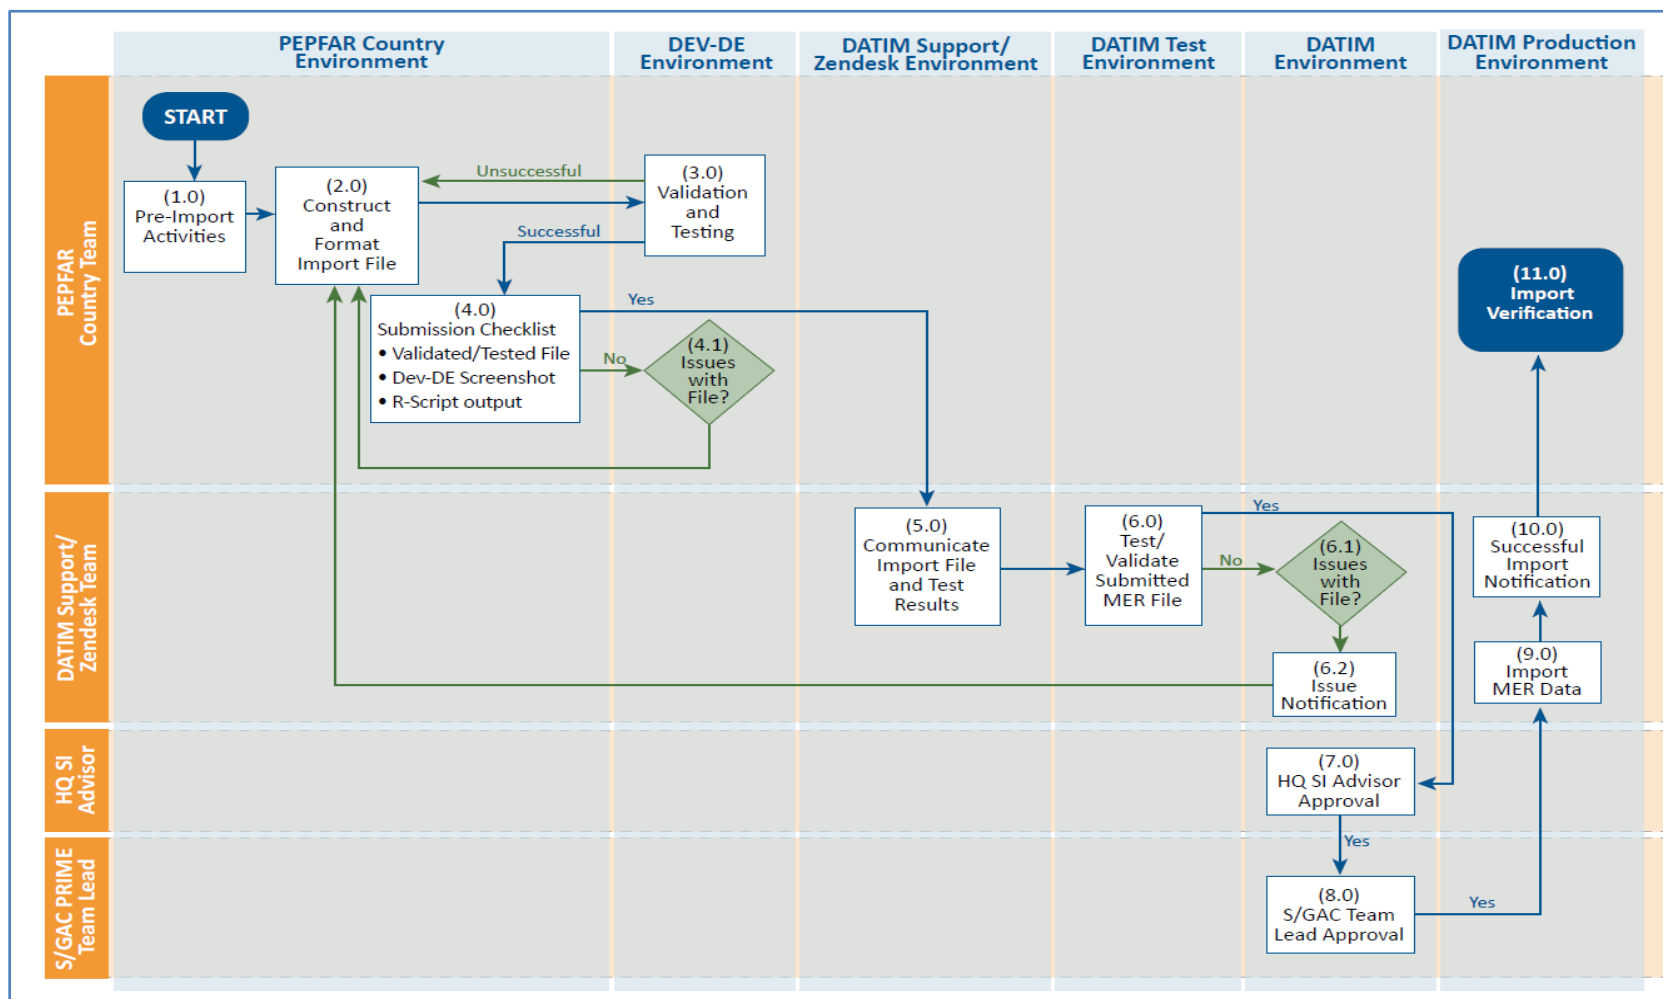 PEPFAR Country
Environment
DEV-DE
Environment
DATIM Support/
Zendesk Environment
DATIM Test
Environment
DATIM
Environment
DATIM Production
Environment
PEPFAR
Country Team
START
(1.0)
Pre-Import
Activities
(2.0)
Construct
and
Format
Import File
Unsuccessful
Successful
(3.0)
Validation
and
Testing
(4.0)
Submission Checklist
• Validated/Tested File
• Dev-DE Screenshot
• R-Script output
Yes
No
(4.1)
Issues
with
File?
(11.0)
Import
Verification
DATIM Support/
Zendesk Team
(5.0)
Communicate
Import File
and Test
Results
(6.0)
Test/
Validate
Submitted
MER File
Yes
No
(6.1)
Issues
with
File?
(6.2)
Issue
Notification
(10.0)
Successful
Import
Notification
(9.0)
Import
MER Data
HQ SI
Advisor
(7.0)
HQ SI Advisor
Approval
Yes
S/GAC PRIME
Team Lead
(8.0)
S/GAC Team
Lead Approval
Yes